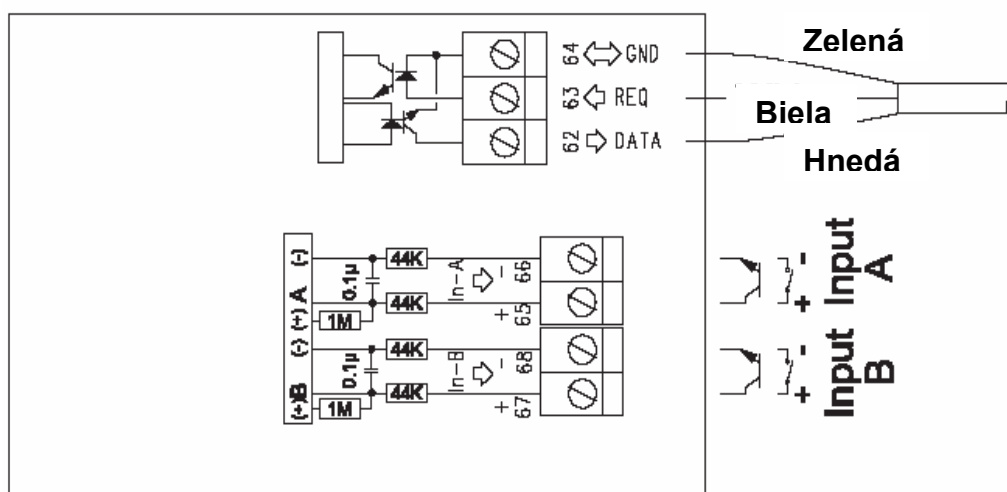 64 GND
Zelená
63 REQ
Biela
62 DATA
Hnedá
(-) 44K - 66
0.1µ In-A
A 44K + 65
(+) 1M
- Input A +
(-) 44K - 68
0.1µ In-B
B 44K + 67
(+) 1M
- Input B +